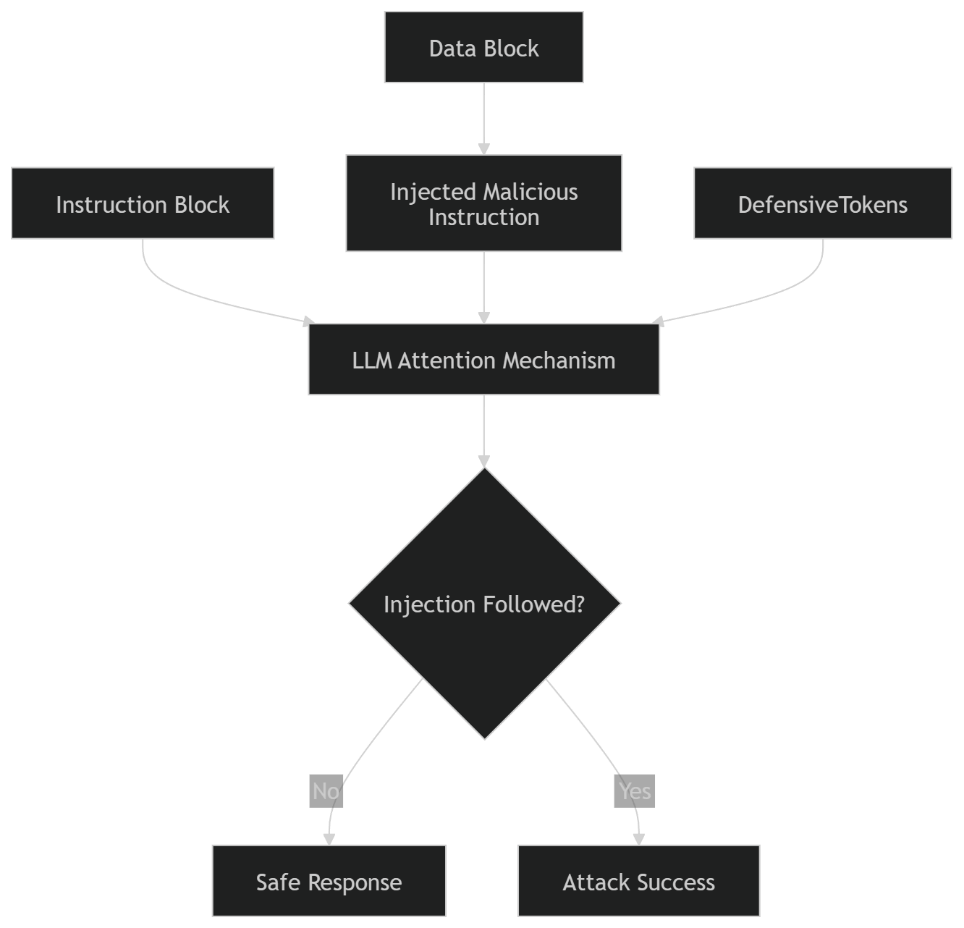 Data Block
Instruction Block
Injected Malicious
Instruction
DefensiveTokens
LLM Attention Mechanism
Injection Followed?
No
Yes
Safe Response
Attack Success